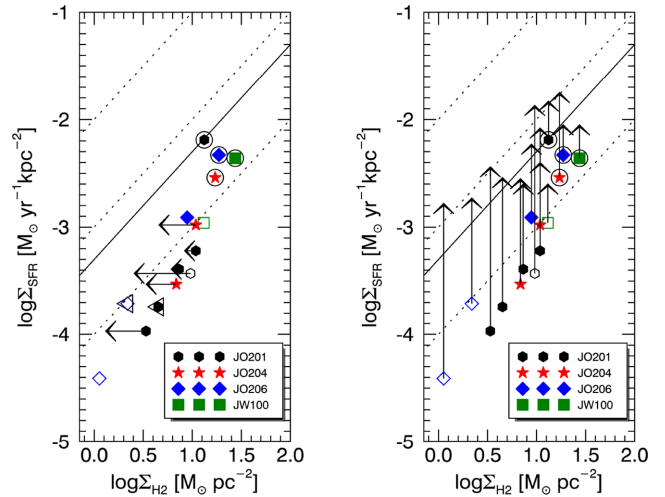 -1
-2
-3
-4
-5
logΣSFR [M⊙ yr⁻¹kpc⁻²]
0.0 0.5 1.0 1.5 2.0
logΣH2 [M⊙ pc⁻²]
JO201
JO204
JO206
JW100
-1
-2
-3
-4
-5
logΣSFR [M⊙ yr⁻¹kpc⁻²]
0.0 0.5 1.0 1.5 2.0
logΣH2 [M⊙ pc⁻²]
JO201
JO204
JO206
JW100